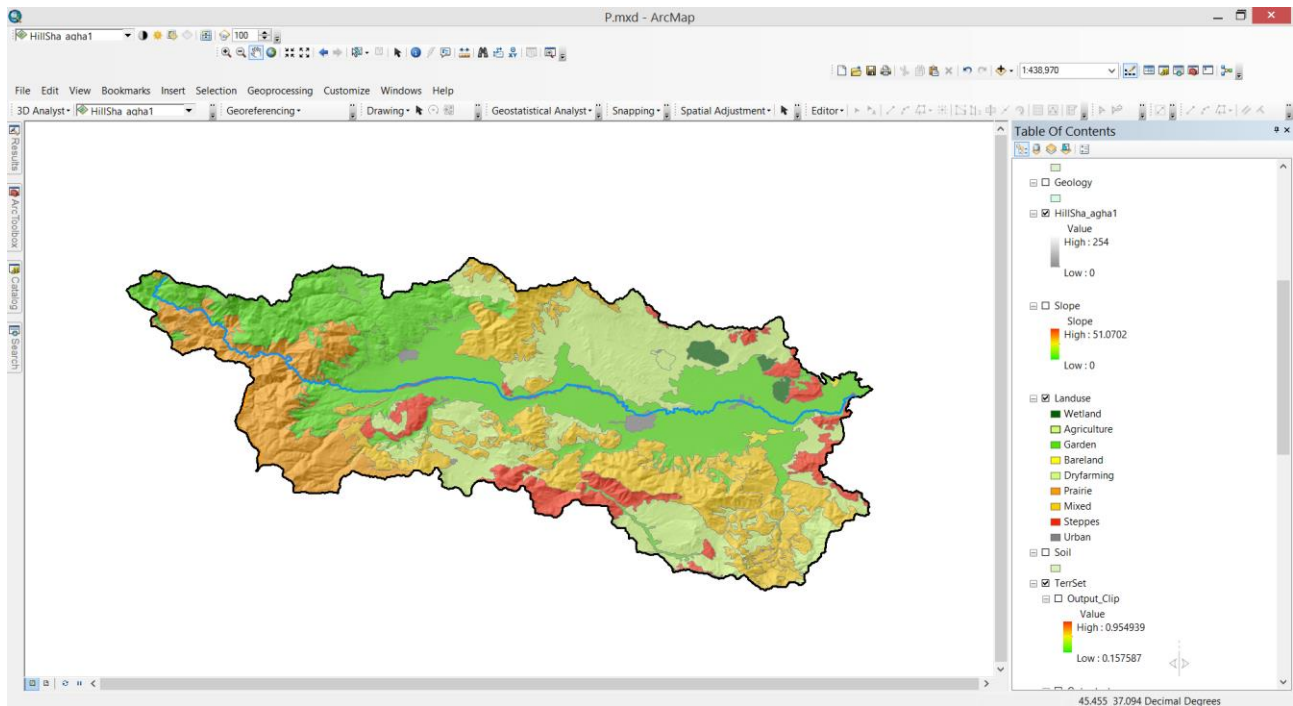 P.mxd - ArcMap
HillSha_agha1
100
1:438,970
File Edit View Bookmarks Insert Selection Geoprocessing Customize Windows Help
3D Analyst HillSha_agha1 Georeferencing Drawing Geostatistical Analyst Snapping Spatial Adjustment Editor
Results
ArcToolbox
Catalog
Search
Table Of Contents
Geology
HillSha_agha1
Value
High : 254
Low : 0
Slope
Slope
High : 51.0702
Low : 0
Landuse
Wetland
Agriculture
Garden
Bareland
Dryfarming
Prairie
Mixed
Steppes
Urban
Soil
TerrSet
Output_Clip
Value
High : 0.954939
Low : 0.157587
45.455 37.094 Decimal Degrees